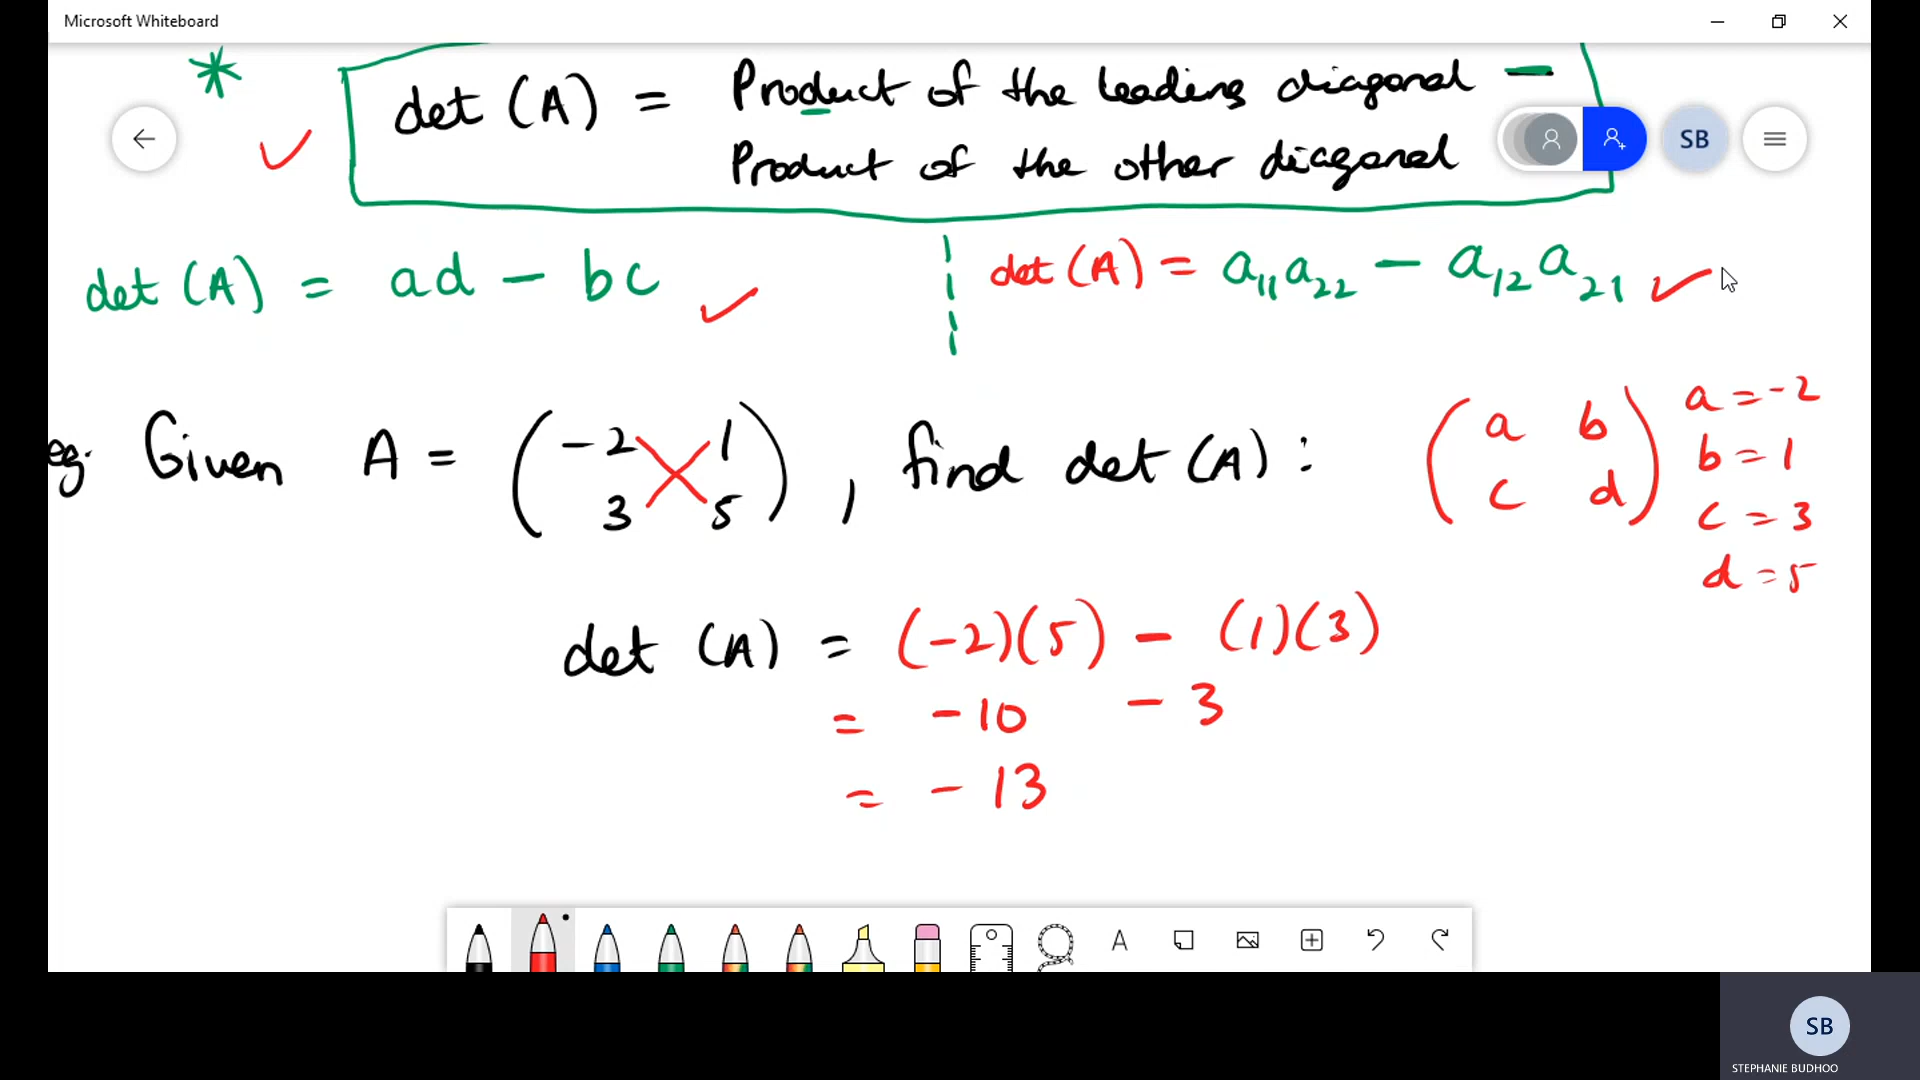 Microsoft Whiteboard
* det (A) = Product of the leading diagonal –
✓ Product of the other diagonal
SB
det (A) = ad – bc ✓
det (A) = a₁₁a₂₂ – a₁₂a₂₁ ✓
eg. Given A = ( -2 1 , find det (A) :
3 5 )
( a b
c d )
a = -2
b = 1
c = 3
d = 5
det (A) = (-2)(5) – (1)(3)
= -10 – 3
= - 13
A
SB
STEPHANIE BUDHOO